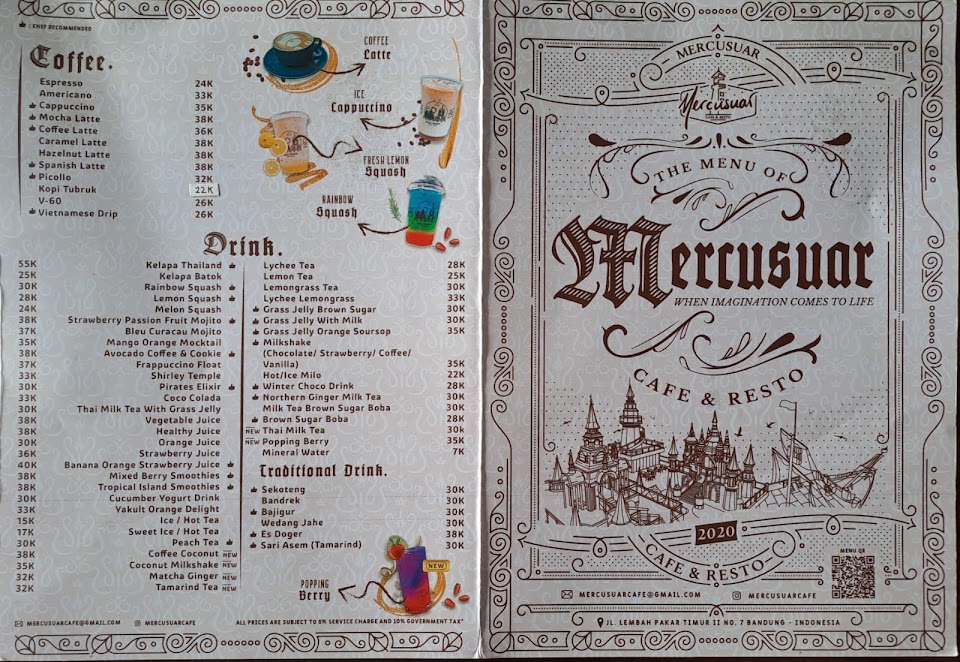 : CHEF RECOMMENDED
Coffee.
Espresso 24K
Americano 33K
Cappucino 35K
Mocha Latte 38K
Coffee Latte 36K
Caramel Latte 38K
Hazelnut Latte 38K
Spanish Latte 38K
Picollo 32K
Kopi Tubruk 22K
V-60 26K
Vietnamese Drip 26K
COFFEE
Latte
ICE
Cappuccino
FRESH LEMON
Squash
RAINBOW
Squash
Drink.
55K Kelapa Thailand
25K Kelapa Batok
30K Rainbow Squash
28K Lemon Squash
24K Melon Squash
38K Strawberry Passion Fruit Mojito
37K Bleu Curacau Mojito
35K Mango Orange Mocktail
38K Avocado Coffee & Cookie
37K Frappuccino Float
33K Shirley Temple
30K Pirates Elixir
33K Coco Colada
30K Thai Milk Tea With Grass Jelly
38K Vegetable Juice
38K Healthy Juice
30K Orange Juice
36K Strawberry Juice
40K Banana Orange Strawberry Juice
38K Mixed Berry Smoothies
38K Tropical Island Smoothies
30K Cucumber Yogurt Drink
33K Yakult Orange Delight
15K Ice / Hot Tea
17K Sweet Ice / Hot Tea
30K Peach Tea
38K Coffee Coconut NEW
35K Coconut Milkshake NEW
32K Matcha Ginger NEW
32K Tamarind Tea NEW
Lychee Tea 28K
Lemon Tea 25K
Lemongrass Tea 30K
Lychee Lemongrass 33K
Grass Jelly Brown Sugar 30K
Grass Jelly With Milk 30K
Grass Jelly Orange Soursop 35K
Milkshake
(Chocolate/ Strawberry/ Coffee/
Vanilla) 35K
Hot/Ice Milo 22K
Winter Choco Drink 28K
Northern Ginger Milk Tea 30K
Milk Tea Brown Sugar Boba 30K
Brown Sugar Boba 28K
NEW Thai Milk Tea 30k
NEW Popping Berry 35K
Mineral Water 7K
Traditional Drink.
Sekoteng 30K
Bandrek 30K
Bajigur 30K
Wedang Jahe 30K
Es Doger 38K
Sari Asem (Tamarind) 30K
NEW
POPPING
Berry
MERCUSUARCAFE@GMAIL.COM MERCUSUARCAFE ALL PRICES ARE SUBJECT TO 5% SERVICE CHARGE AND 10% GOVERNMENT TAX"
MERCUSUAR
Mercusuar
CAFE & RESTO
THE MENU OF
Mercusuar
WHEN IMAGINATION COMES TO LIFE
CAFE & RESTO
2020
CAFE & RESTO
MENU QR
MERCUSUARCAFE@GMAIL.COM MERCUSUARCAFE
JL. LEMBAH PAKAR TIMUR II NO. 7 BANDUNG - INDONESIA